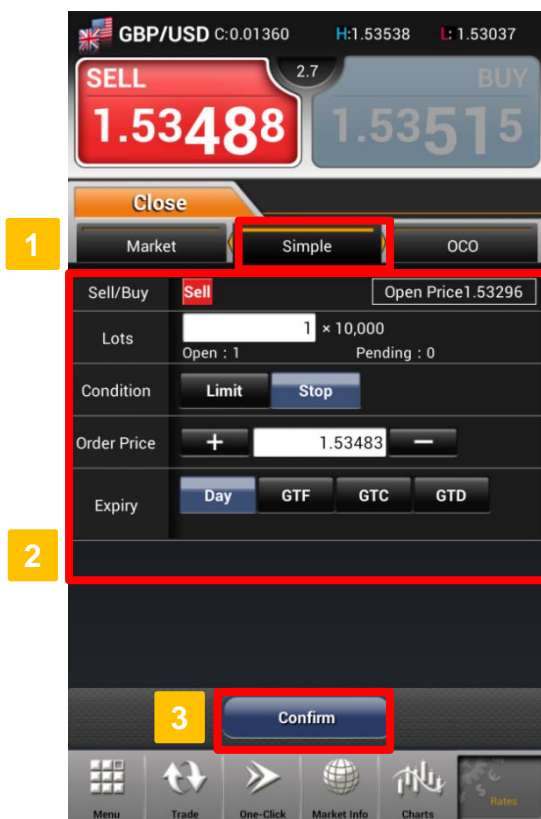 GBP/USD C:0.01360 H:1.53538 L:1.53037
SELL 2.7 BUY
1.53488 1.53515
Close
1 Market Simple OCO
Sell/Buy Sell Open Price1.53296
Lots 1 × 10,000
Open : 1 Pending : 0
Condition Limit Stop
Order Price + 1.53483 −
Expiry Day GTF GTC GTD
2
3 Confirm
Menu Trade One-Click Market Info Charts Rates